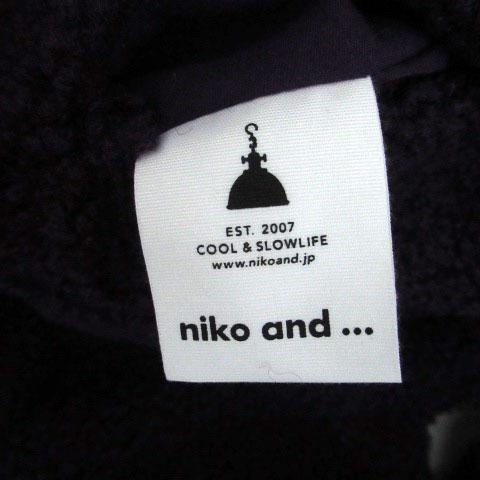 EST. 2007
COOL & SLOWLIFE
www.nikoand.jp
niko and ...